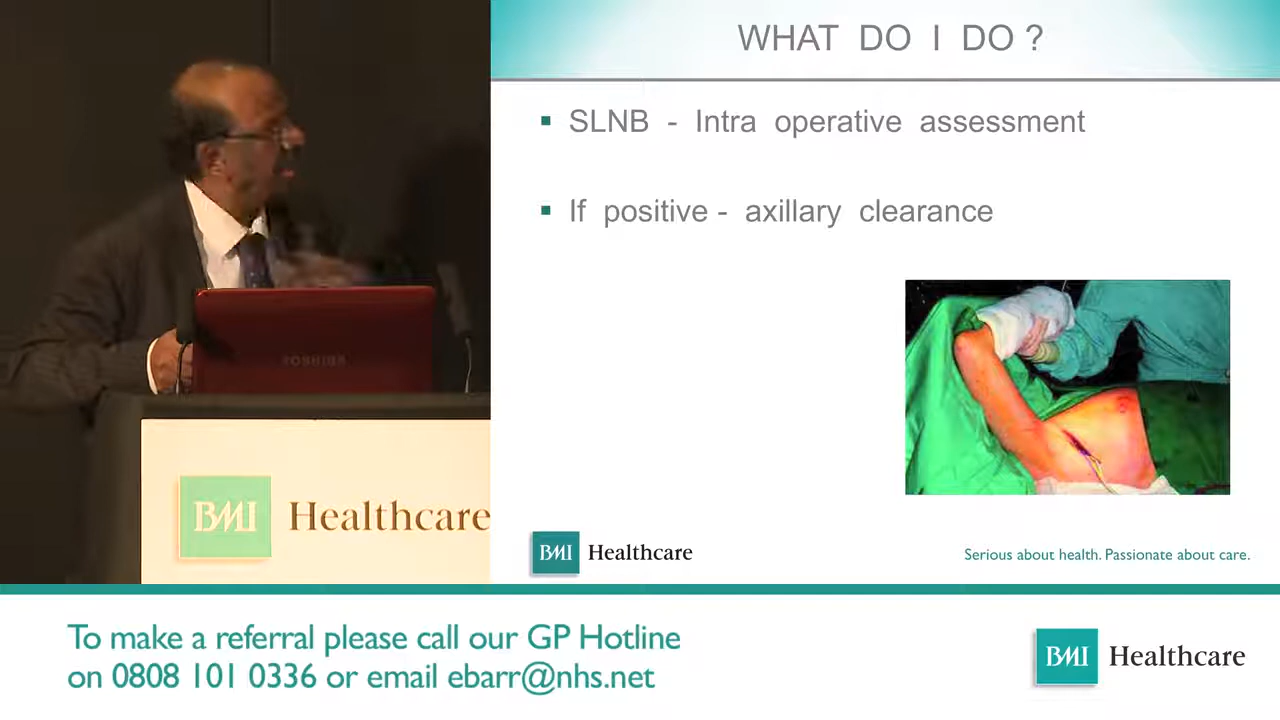 WHAT DO I DO ?
SLNB - Intra operative assessment
If positive - axillary clearance
TOSHIBA
BMI Healthcare
BMI Healthcare
Serious about health. Passionate about care.
To make a referral please call our GP Hotline
on 0808 101 0336 or email ebarr@nhs.net
BMI Healthcare